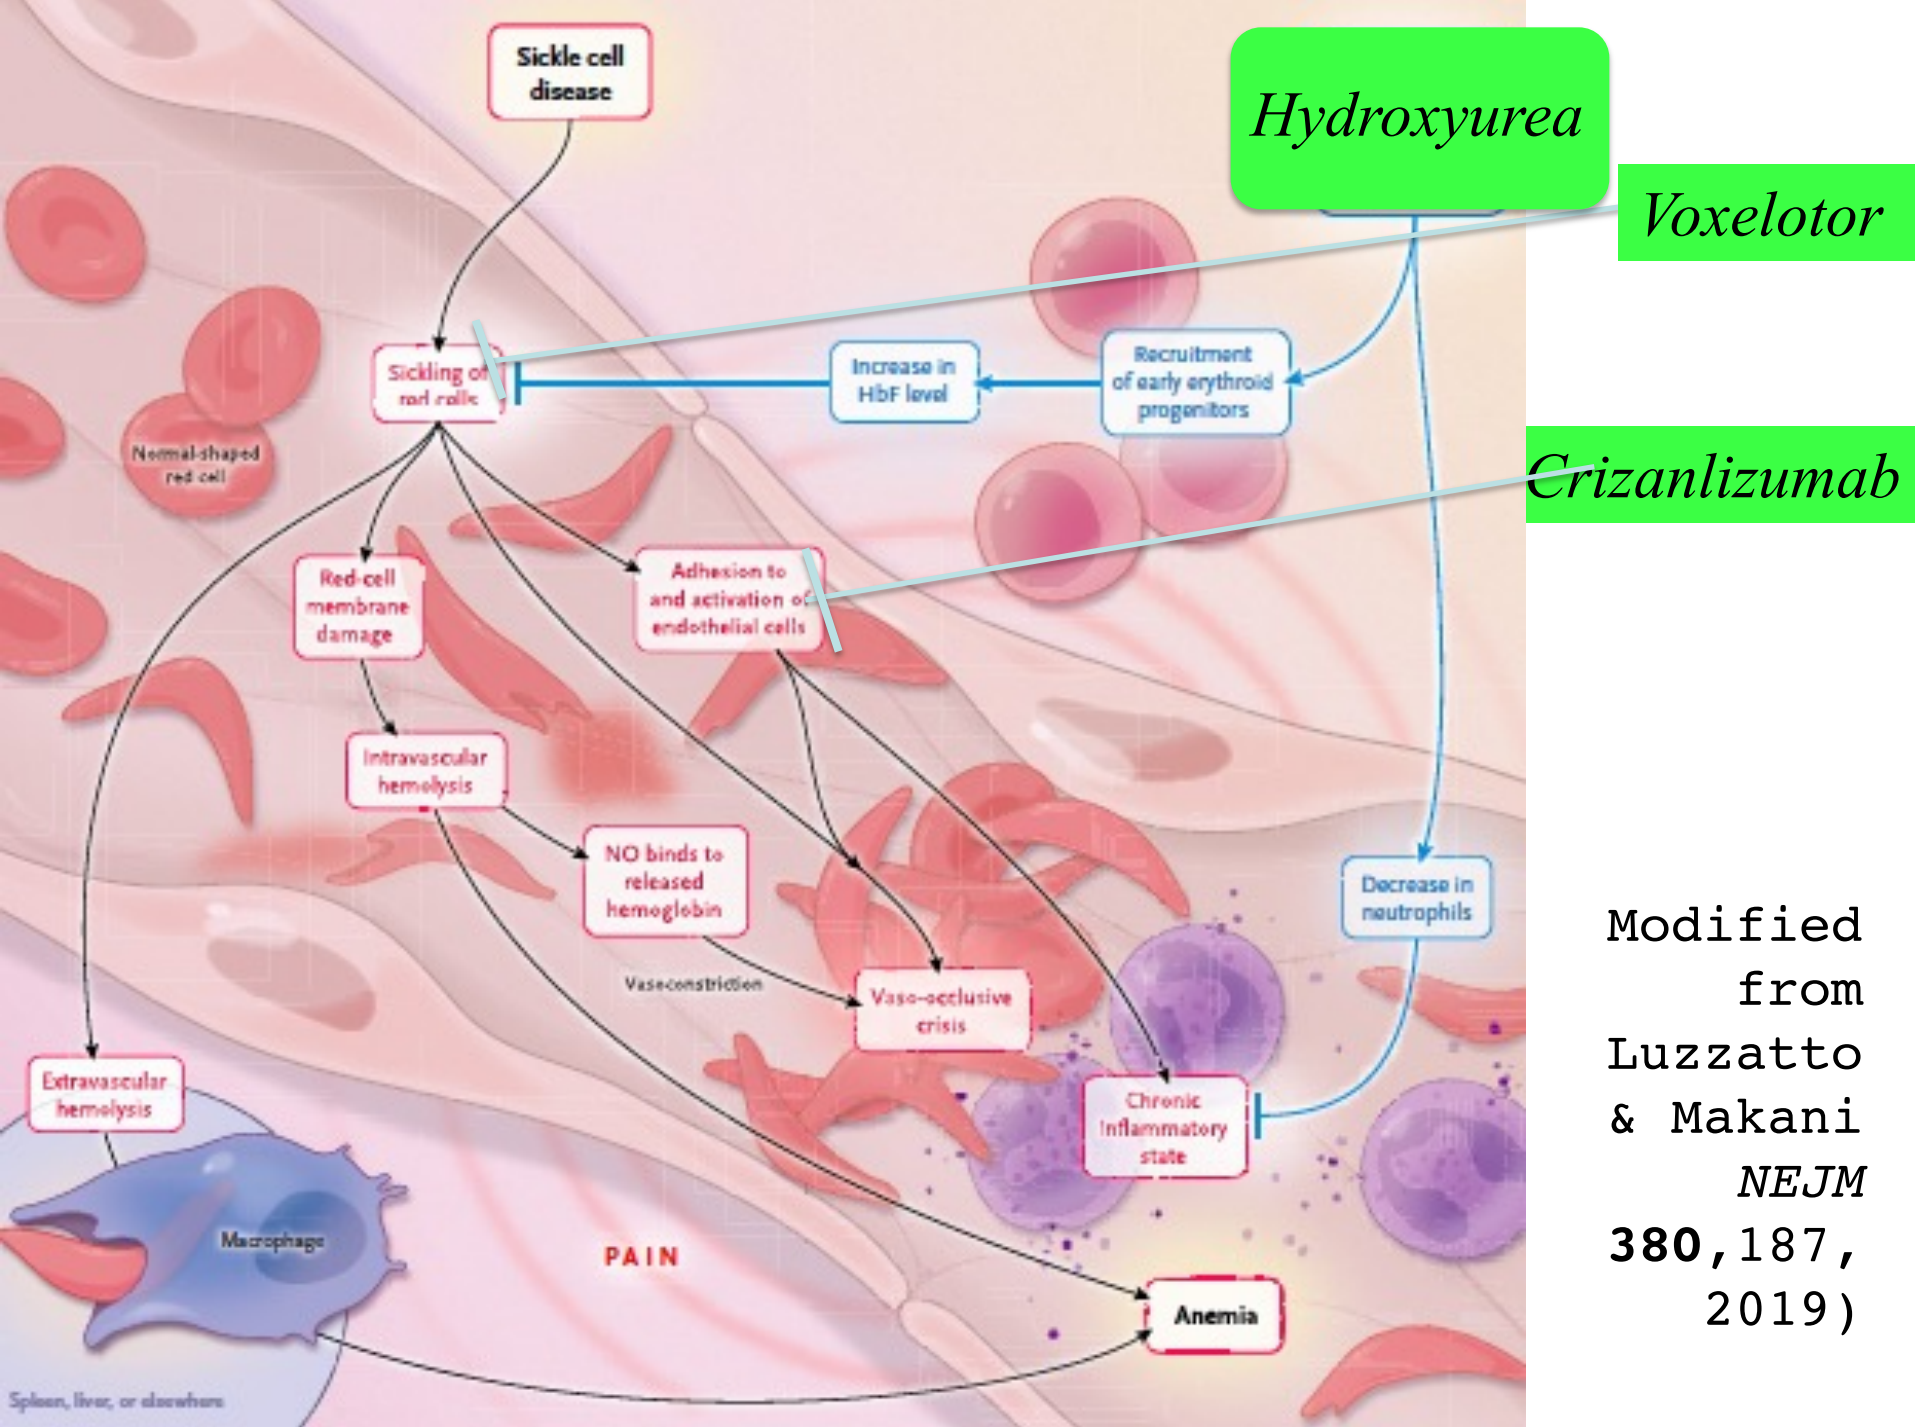 Sickle cell
disease
Hydroxyurea
Voxelotor
Sickling of
red cells
Increase in
HbF level
Recruitment
of early erythroid
progenitors
Normal-shaped
red cell
Crizanlizumab
Red-cell
membrane
damage
Adhesion to
and activation of
endothelial cells
Intravascular
hemolysis
NO binds to
released
hemoglobin
Decrease in
neutrophils
Vasoconstriction
Vaso-occlusive
crisis
Extravascular
hemolysis
Chronic
inflammatory
state
Macrophage
PAIN
Anemia
Spleen, liver, or elsewhere
Modified
from
Luzzatto
& Makani
NEJM
380,187,
2019)